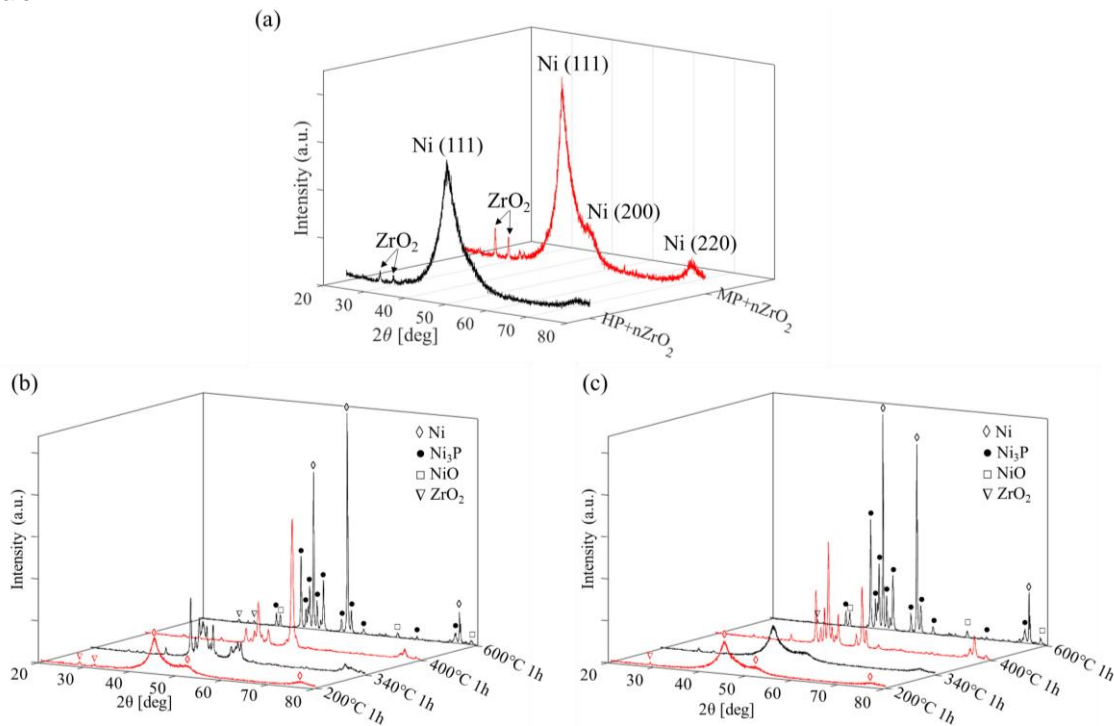 (a)
Intensity (a.u.)
Ni (111)
Ni (111)
ZrO₂
ZrO₂
Ni (200)
Ni (220)
20
30
40
50
60
70
80
2θ [deg]
HP+nZrO₂
MP+nZrO₂
(b)
Intensity (a.u.)
◊ Ni
● Ni₃P
□ NiO
▽ ZrO₂
20
30
40
50
60
70
80
2θ [deg]
200°C 1h
340°C 1h
400°C 1h
600°C 1h
(c)
Intensity (a.u.)
◊ Ni
● Ni₃P
□ NiO
▽ ZrO₂
20
30
40
50
60
70
80
2θ [deg]
200°C 1h
340°C 1h
400°C 1h
600°C 1h